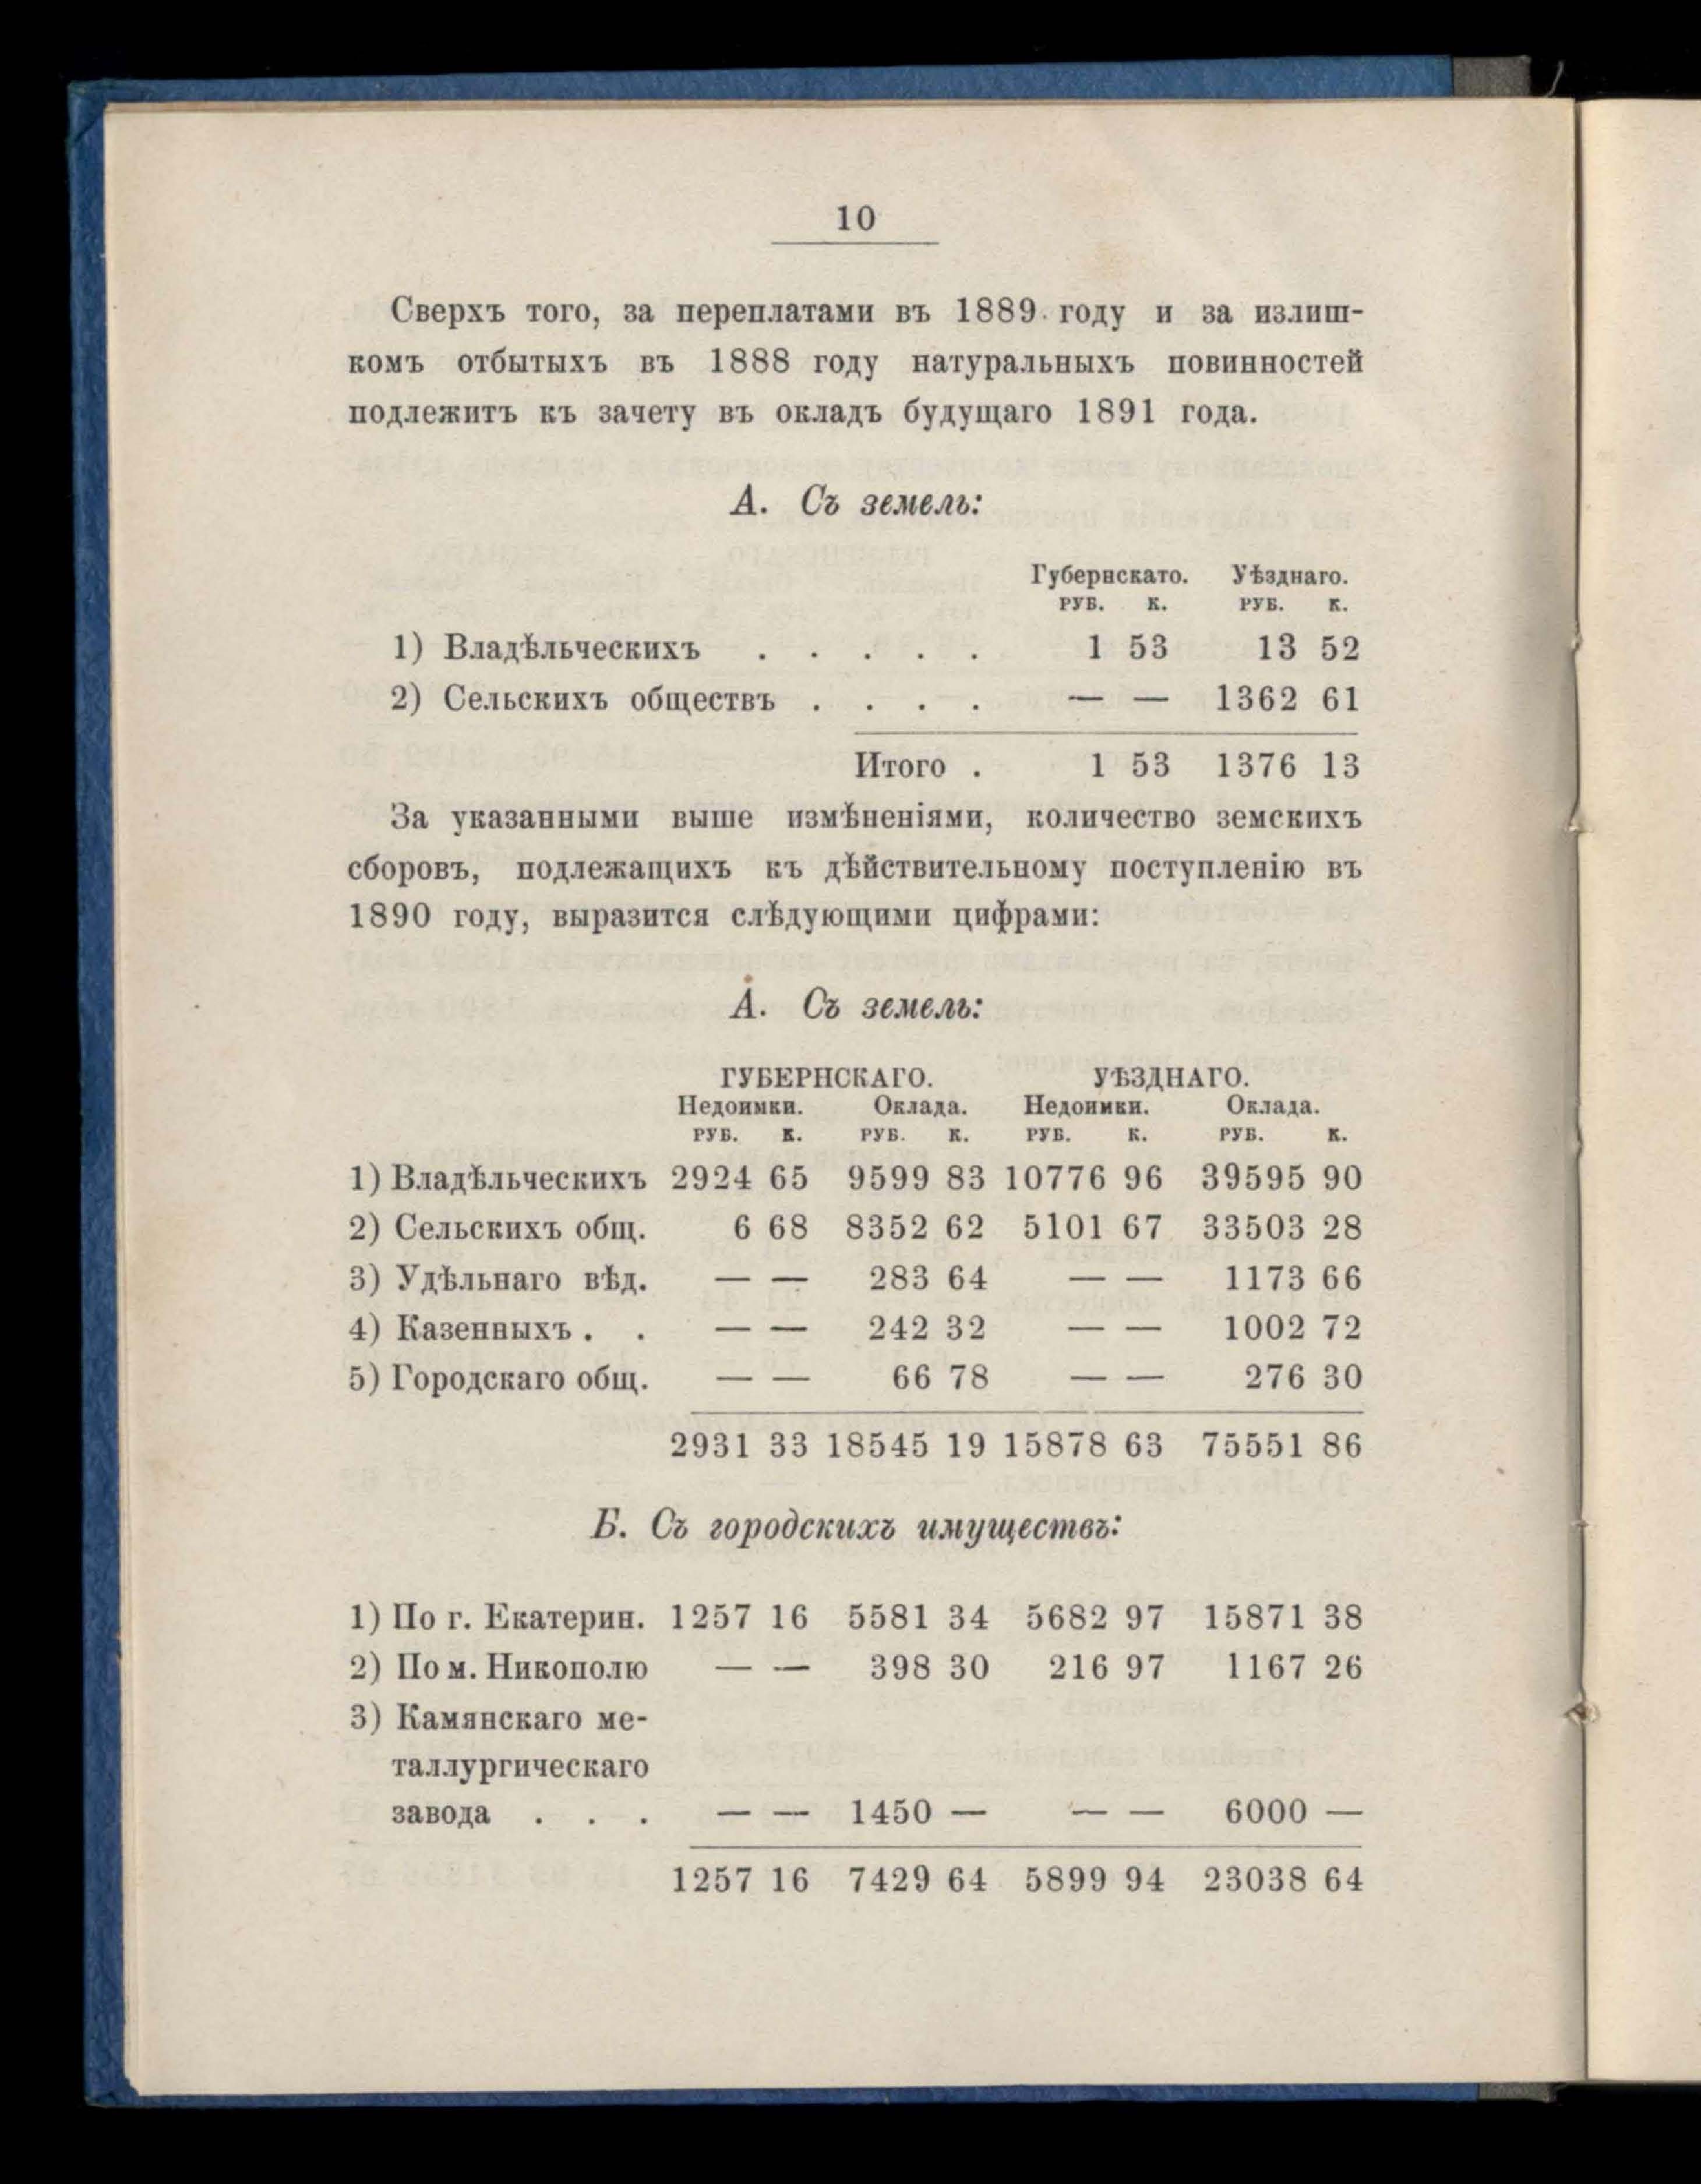 10
Сверхъ того, за переплатами въ 1889 году и за излиш-
комъ отбытыхъ въ 1888 году натуральныхъ повинностей
подлежитъ къ зачету въ окладъ будущаго 1891 года.
А. Съ земель:
Губернскато. Уѣзднаго.
РУБ. К. РУБ. К.
1) Владѣльческихъ . . . . . 1 53 13 52
2) Сельскихъ обществъ . . . . — — 1362 61
Итого . 1 53 1376 13
За указанными выше измѣненіями, количество земскихъ
сборовъ, подлежащихъ къ дѣйствительному поступленію въ
1890 году, выразится слѣдующими цифрами:
А. Съ земель:
ГУБЕРНСКАГО. УѢЗДНАГО.
Недоимки. Оклада. Недоимки. Оклада.
РУБ. К. РУБ. К. РУБ. К. РУБ. К.
1) Владѣльческихъ 2924 65 9599 83 10776 96 39595 90
2) Сельскихъ общ. 6 68 8352 62 5101 67 33503 28
3) Удѣльнаго вѣд. — — 283 64 — — 1173 66
4) Казенныхъ . . — — 242 32 — — 1002 72
5) Городскаго общ. — — 66 78 — — 276 30
2931 33 18545 19 15878 63 75551 86
Б. Съ городскихъ имуществъ:
1) По г. Екатерин. 1257 16 5581 34 5682 97 15871 38
2) По м. Никополю — — 398 30 216 97 1167 26
3) Камянскаго ме-
таллургическаго
завода . . . — — 1450 — — — 6000 —
1257 16 7429 64 5899 94 23038 64